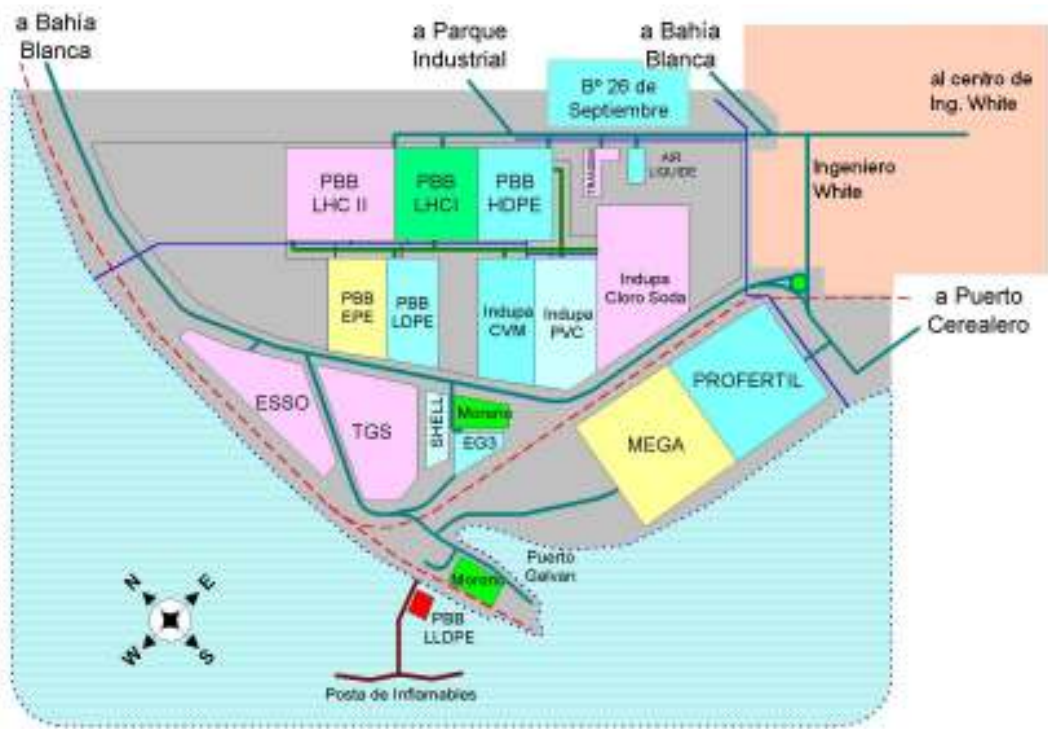 a Bahía
Blanca
a Parque
Industrial
a Bahía
Blanca
Bº 26 de
Septiembre
al centro de
Ing. White
PBB
LHC II
PBB
LHCI
PBB
HDPE
AIR
LIQUIDE
Ingeniero
White
PBB
EPE
PBB
LDPE
Indupa
CVM
Indupa
PVC
Indupa
Cloro Soda
a Puerto
Cerealero
ESSO
TGS
SHELL
Moreno
EG3
PROFERTIL
MEGA
Puerto
Galvan
Moreno
PBB
LLDPE
Posta de Inflamables
N
E
W
S